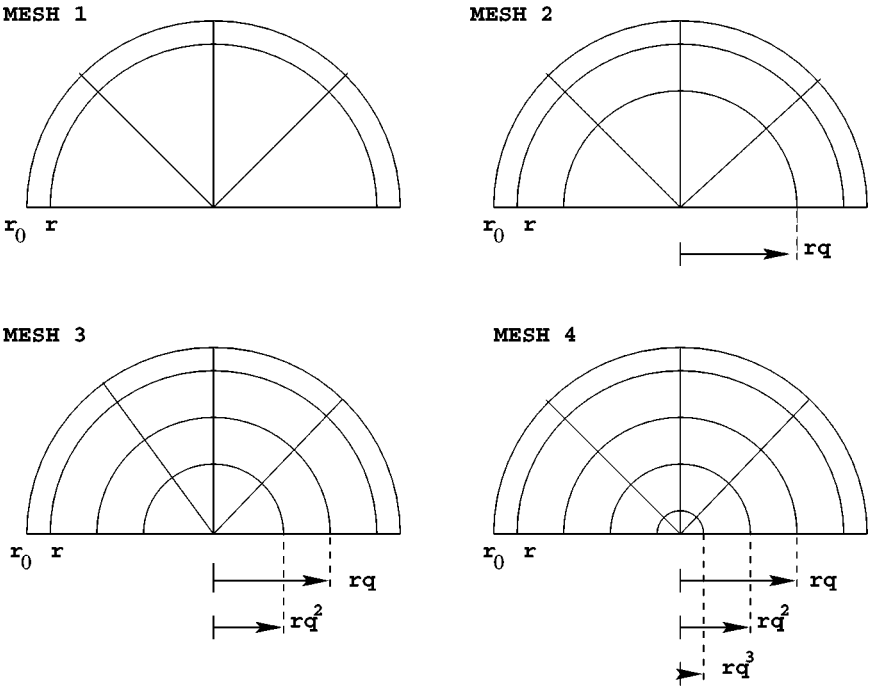 MESH 1
r₀ r
MESH 2
r₀ r
rq
MESH 3
r₀ r
rq
rq²
MESH 4
r₀ r
rq
rq²
rq³